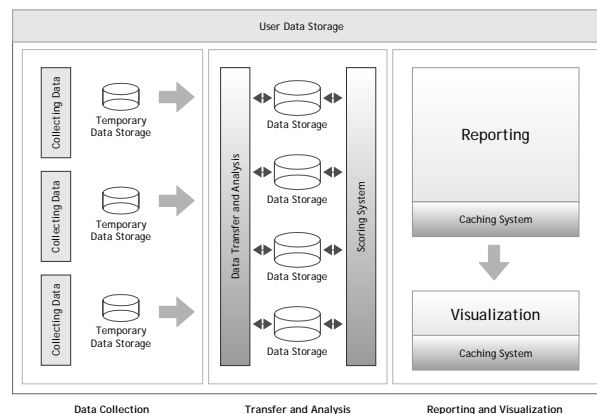 User Data Storage
Collecting Data
Temporary
Data Storage
Collecting Data
Temporary
Data Storage
Collecting Data
Temporary
Data Storage
Data Transfer and Analysis
Data Storage
Data Storage
Data Storage
Data Storage
Scoring System
Reporting
Caching System
Visualization
Caching System
Data Collection
Transfer and Analysis
Reporting and Visualization